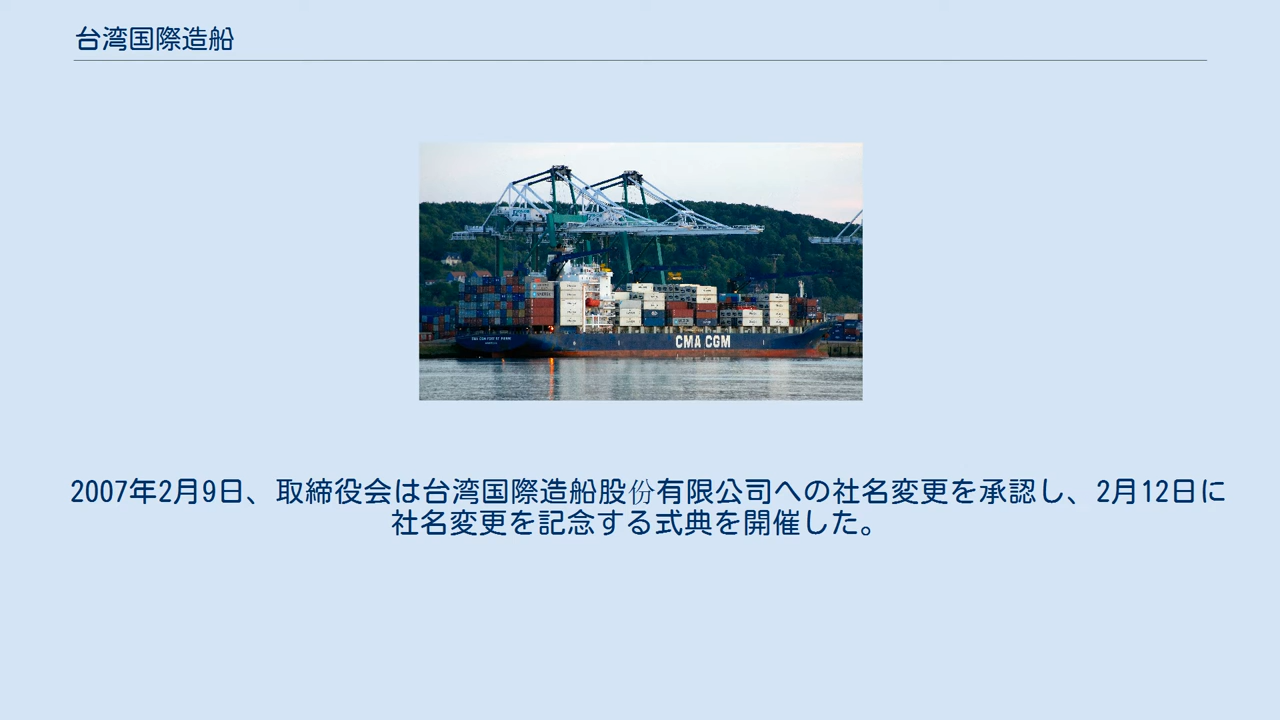 台湾国際造船
CMA CGM
2007年2月9日、取締役会は台湾国際造船股份有限公司への社名変更を承認し、2月12日に
社名変更を記念する式典を開催した。